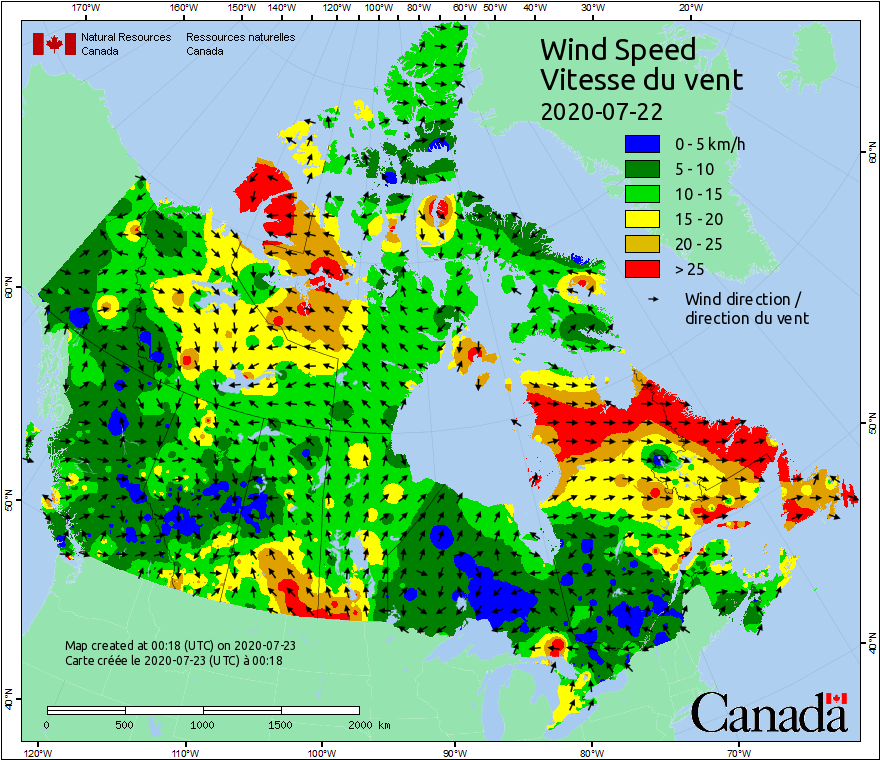 170°W 160°W 150°W 140°W 120°W 100°W 80°W 60°W 50°W 40°W 30°W 20°W
Natural Resources Ressources naturelles
Canada Canada
Wind Speed
Vitesse du vent
2020-07-22
0 - 5 km/h
5 - 10
10 - 15
15 - 20
20 - 25
> 25
Wind direction /
direction du vent
60°N
50°N
40°N
60°N
50°N
40°N
Map created at 00:18 (UTC) on 2020-07-23
Carte créée le 2020-07-23 (UTC) à 00:18
0 500 1000 1500 2000 km
Canada
120°W 110°W 100°W 90°W 80°W 70°W